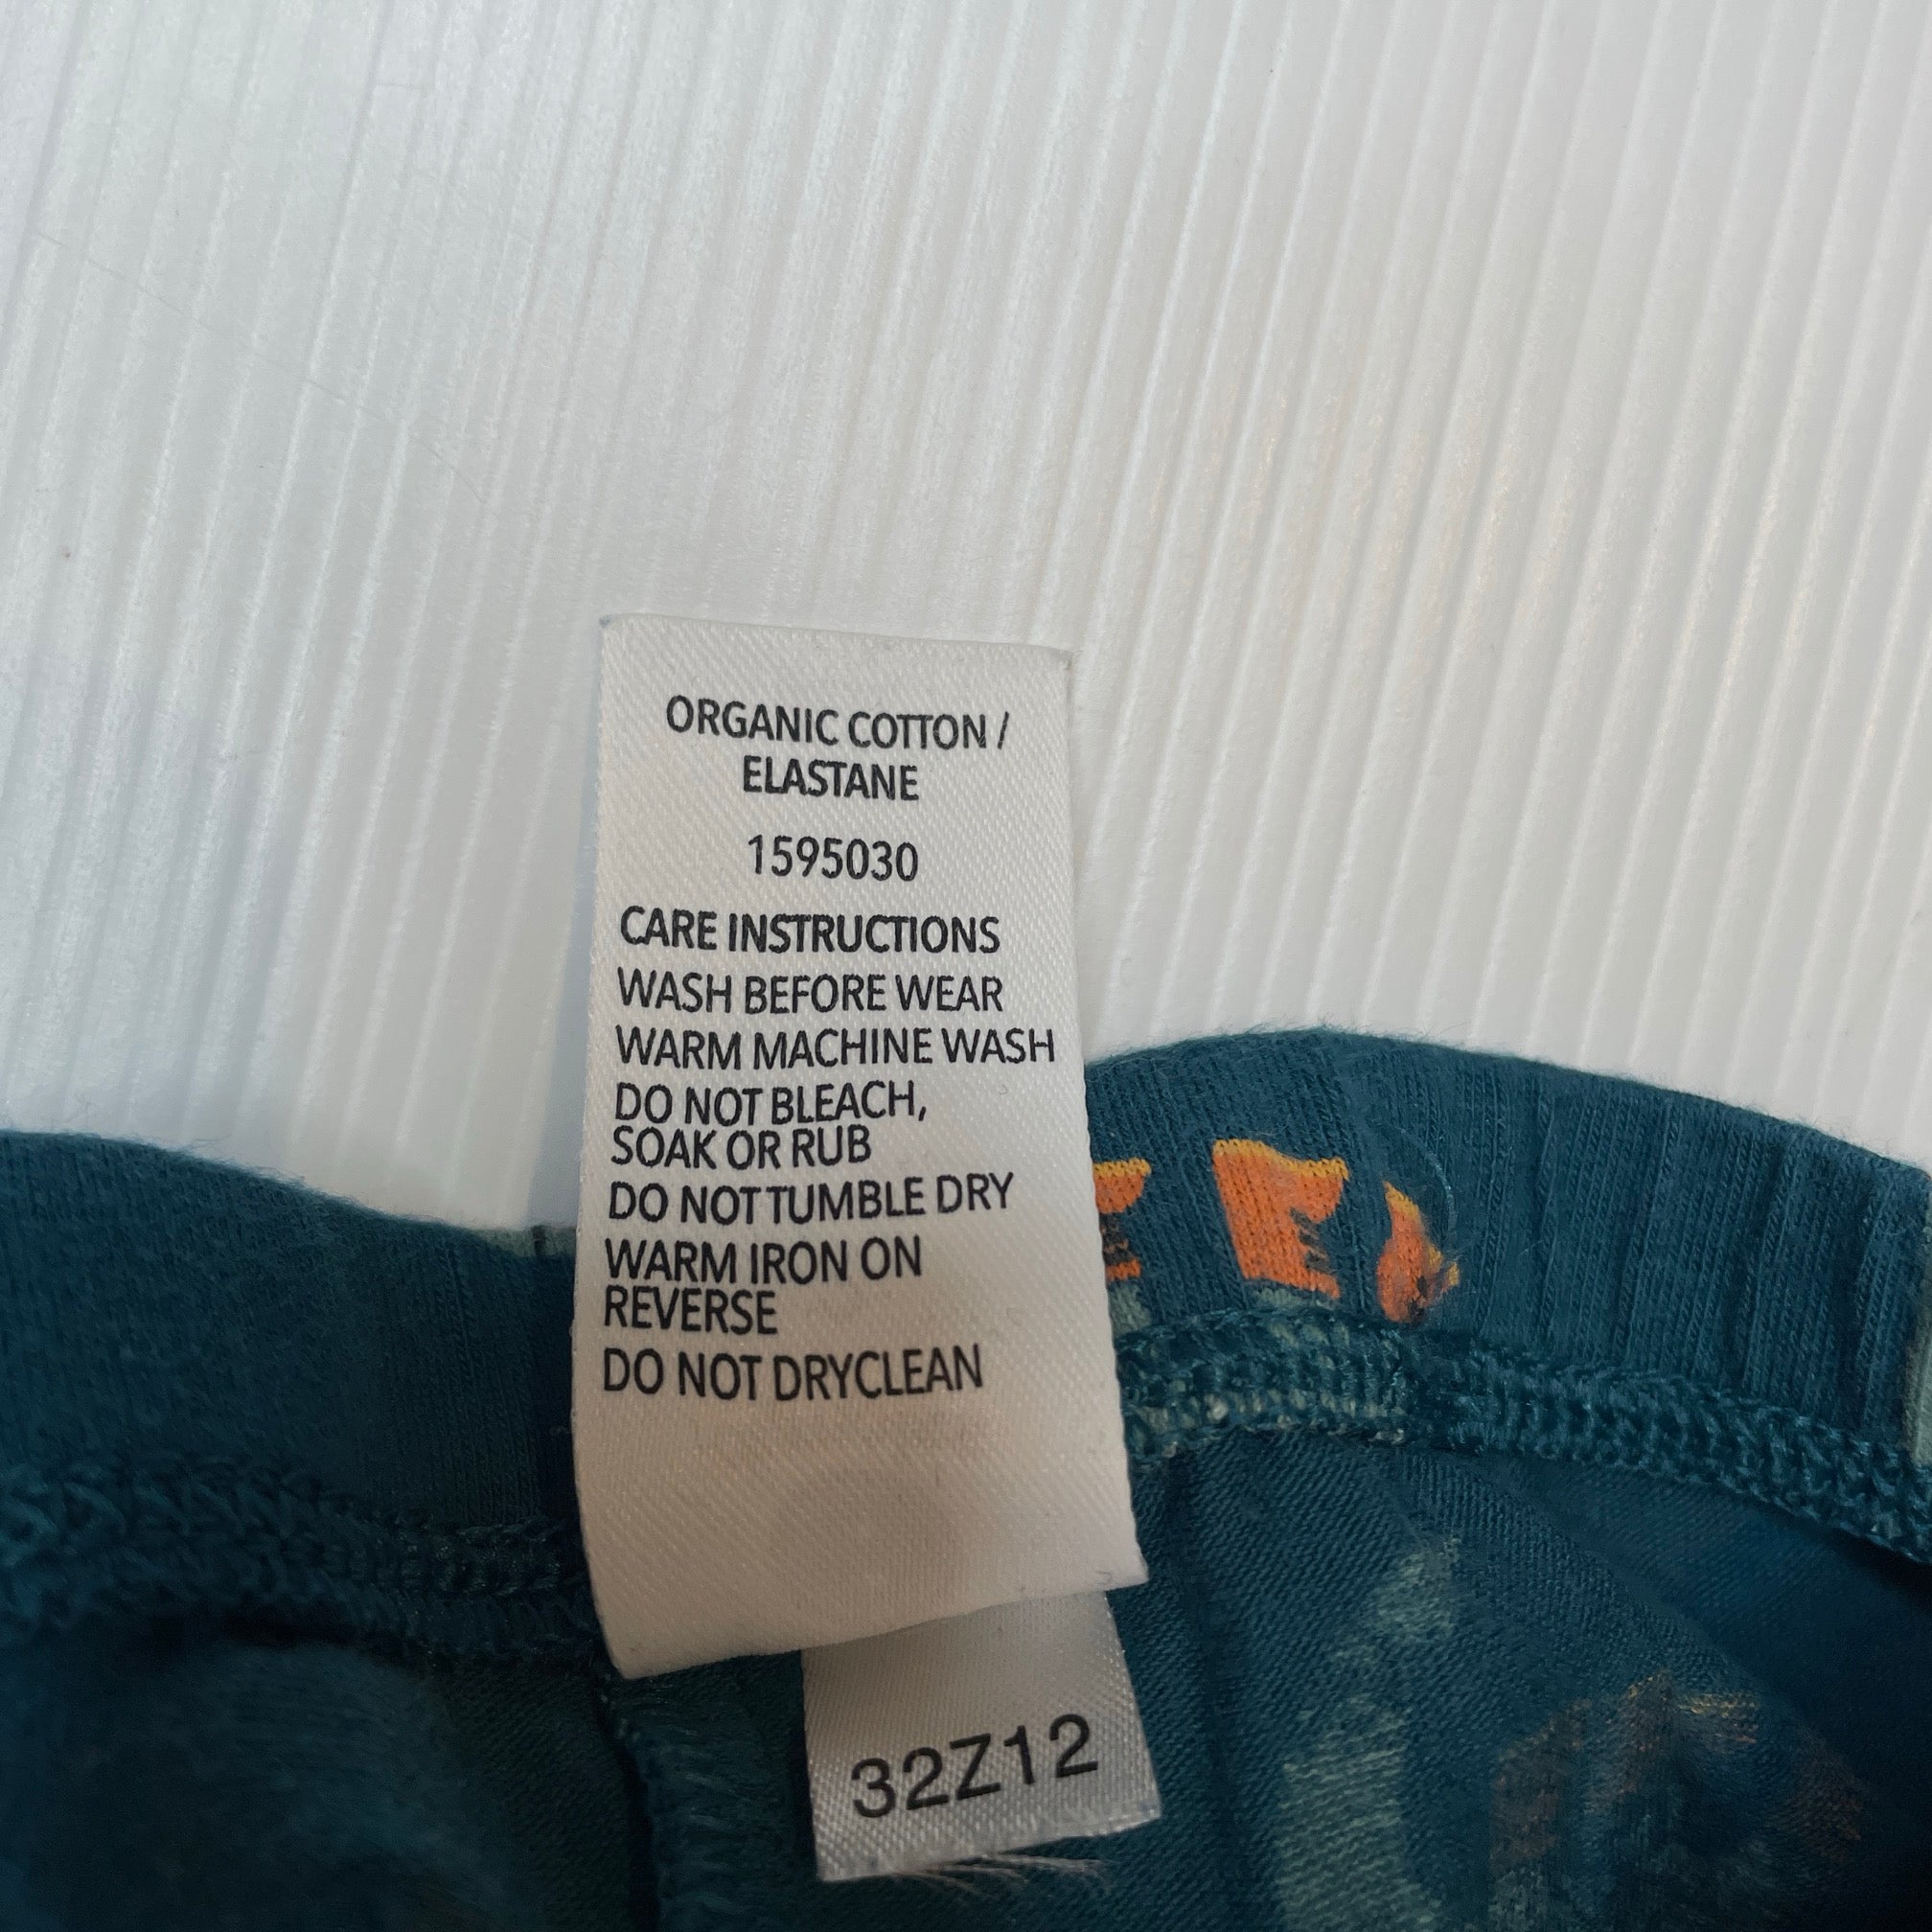 ORGANIC COTTON /
ELASTANE
1595030
CARE INSTRUCTIONS
WASH BEFORE WEAR
WARM MACHINE WASH
DO NOT BLEACH,
SOAK OR RUB
DO NOT TUMBLE DRY
WARM IRON ON
REVERSE
DO NOT DRYCLEAN
32Z12